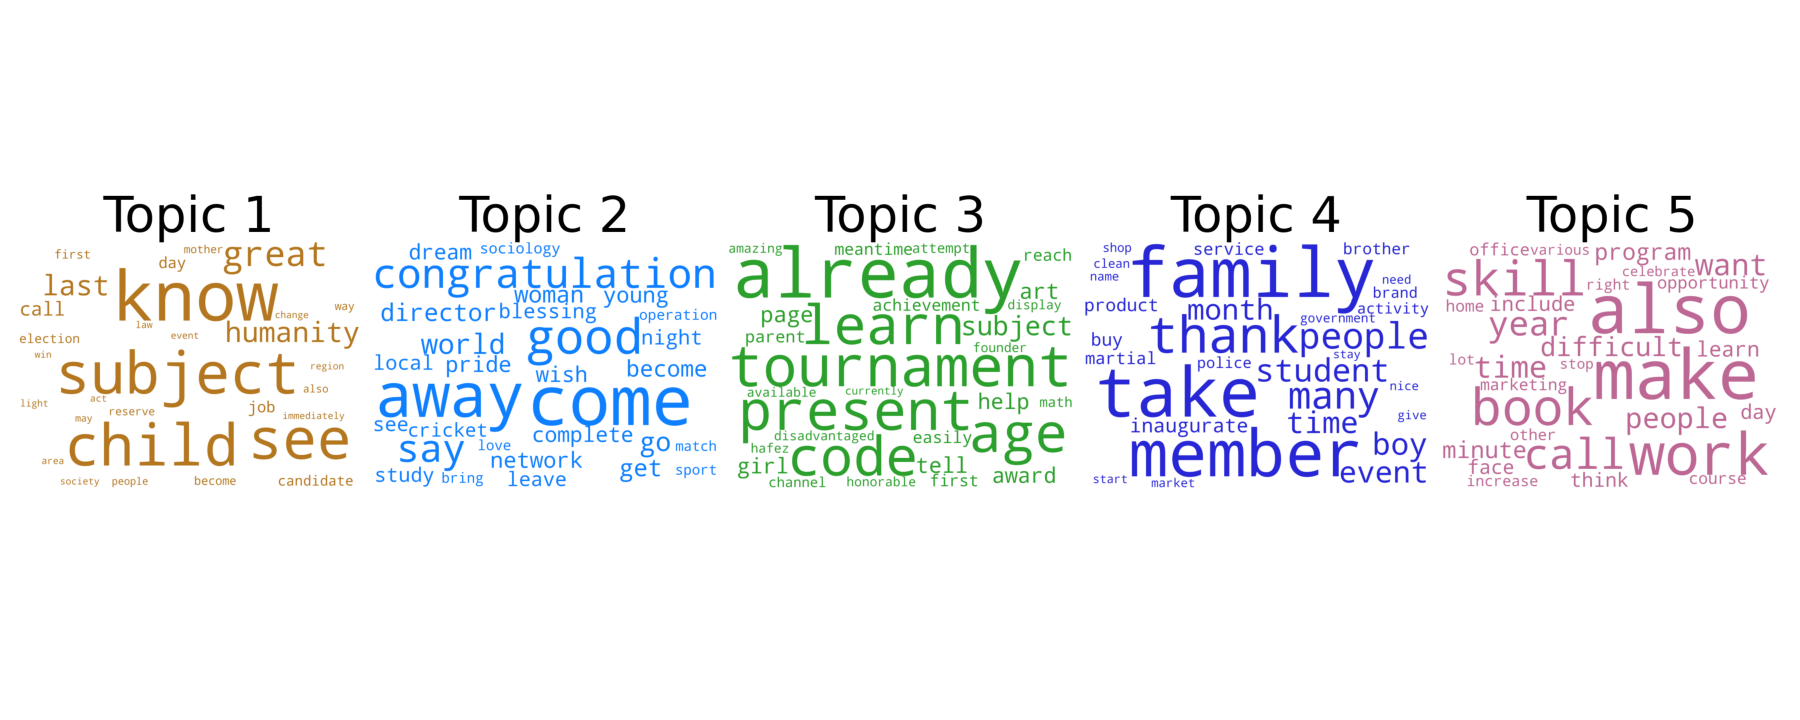 Topic 1
first mother great
day
last know
call change way
law
election event humanity
win
subject region
also
light act
may reserve job immediately
child see
area
society people become candidate
Topic 2
dream sociology
congratulation
woman young
director blessing operation
world good night
local pride wish become
away come
see cricket
say love complete go match
network get sport
study bring leave
Topic 3
amazing meantime attempt
already reach
art
achievement display
page learn subject
parent founder
tournament
available currently
present help math
disadvantaged easily age
hafez
girl code tell
channel honorable first award
Topic 4
shop service brother
clean family
name need
brand
product month activity
government
buy thank people
martial stay
police student
take many nice
inaugurate time give
member boy
event
start market
Topic 5
office various program
skill celebrate want
right opportunity
home include also
year
difficult learn
lot time stop
marketing make
book people day
other
minute call work
face
increase think course